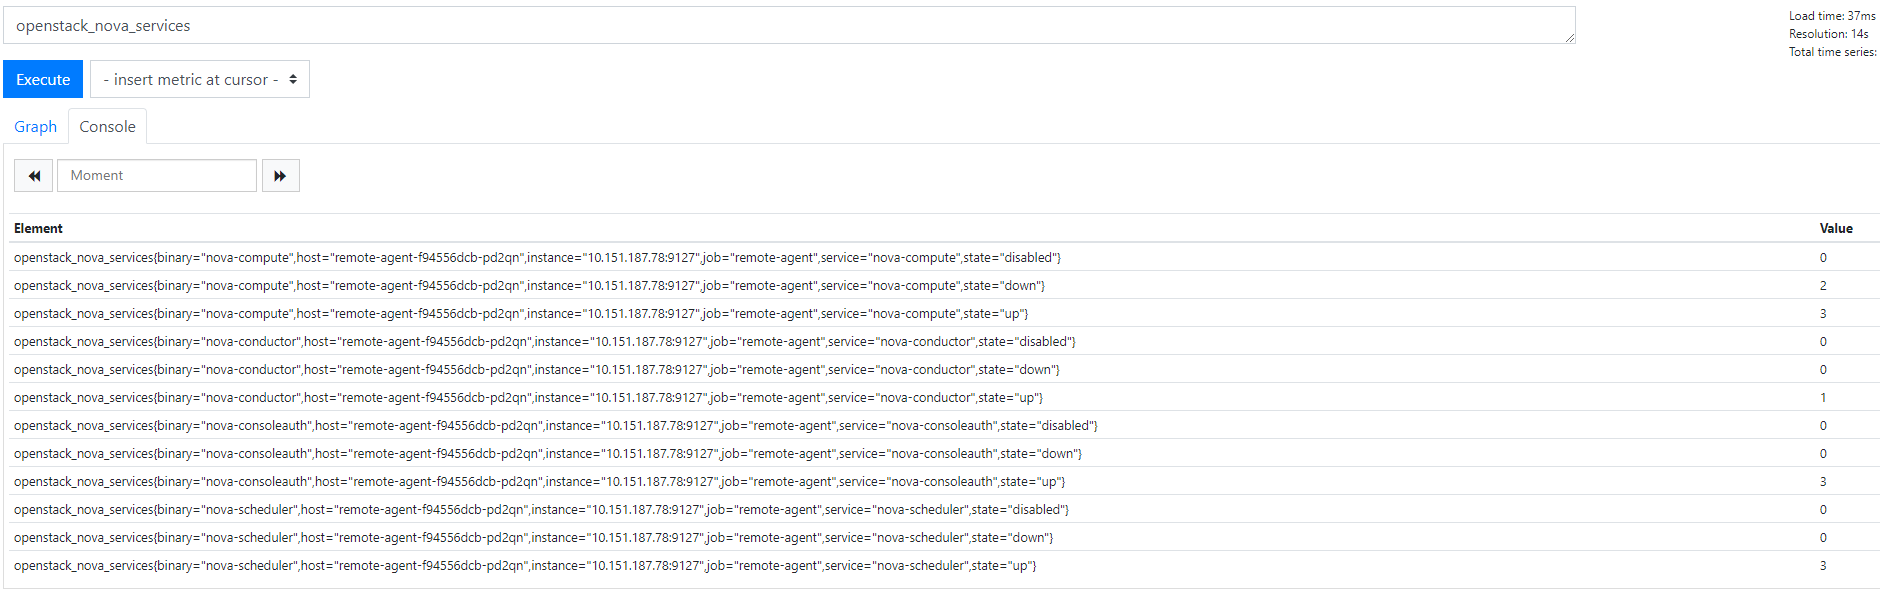 openstack_nova_services
Load time: 37ms
Resolution: 14s
Total time series:
Execute
- insert metric at cursor -
Graph
Console
Moment
Element Value
openstack_nova_services{binary="nova-compute",host="remote-agent-f94556dcb-pd2qn",instance="10.151.187.78:9127",job="remote-agent",service="nova-compute",state="disabled"} 0
openstack_nova_services{binary="nova-compute",host="remote-agent-f94556dcb-pd2qn",instance="10.151.187.78:9127",job="remote-agent",service="nova-compute",state="down"} 2
openstack_nova_services{binary="nova-compute",host="remote-agent-f94556dcb-pd2qn",instance="10.151.187.78:9127",job="remote-agent",service="nova-compute",state="up"} 3
openstack_nova_services{binary="nova-conductor",host="remote-agent-f94556dcb-pd2qn",instance="10.151.187.78:9127",job="remote-agent",service="nova-conductor",state="disabled"} 0
openstack_nova_services{binary="nova-conductor",host="remote-agent-f94556dcb-pd2qn",instance="10.151.187.78:9127",job="remote-agent",service="nova-conductor",state="down"} 0
openstack_nova_services{binary="nova-conductor",host="remote-agent-f94556dcb-pd2qn",instance="10.151.187.78:9127",job="remote-agent",service="nova-conductor",state="up"} 1
openstack_nova_services{binary="nova-consoleauth",host="remote-agent-f94556dcb-pd2qn",instance="10.151.187.78:9127",job="remote-agent",service="nova-consoleauth",state="disabled"} 0
openstack_nova_services{binary="nova-consoleauth",host="remote-agent-f94556dcb-pd2qn",instance="10.151.187.78:9127",job="remote-agent",service="nova-consoleauth",state="down"} 0
openstack_nova_services{binary="nova-consoleauth",host="remote-agent-f94556dcb-pd2qn",instance="10.151.187.78:9127",job="remote-agent",service="nova-consoleauth",state="up"} 3
openstack_nova_services{binary="nova-scheduler",host="remote-agent-f94556dcb-pd2qn",instance="10.151.187.78:9127",job="remote-agent",service="nova-scheduler",state="disabled"} 0
openstack_nova_services{binary="nova-scheduler",host="remote-agent-f94556dcb-pd2qn",instance="10.151.187.78:9127",job="remote-agent",service="nova-scheduler",state="down"} 0
openstack_nova_services{binary="nova-scheduler",host="remote-agent-f94556dcb-pd2qn",instance="10.151.187.78:9127",job="remote-agent",service="nova-scheduler",state="up"} 3